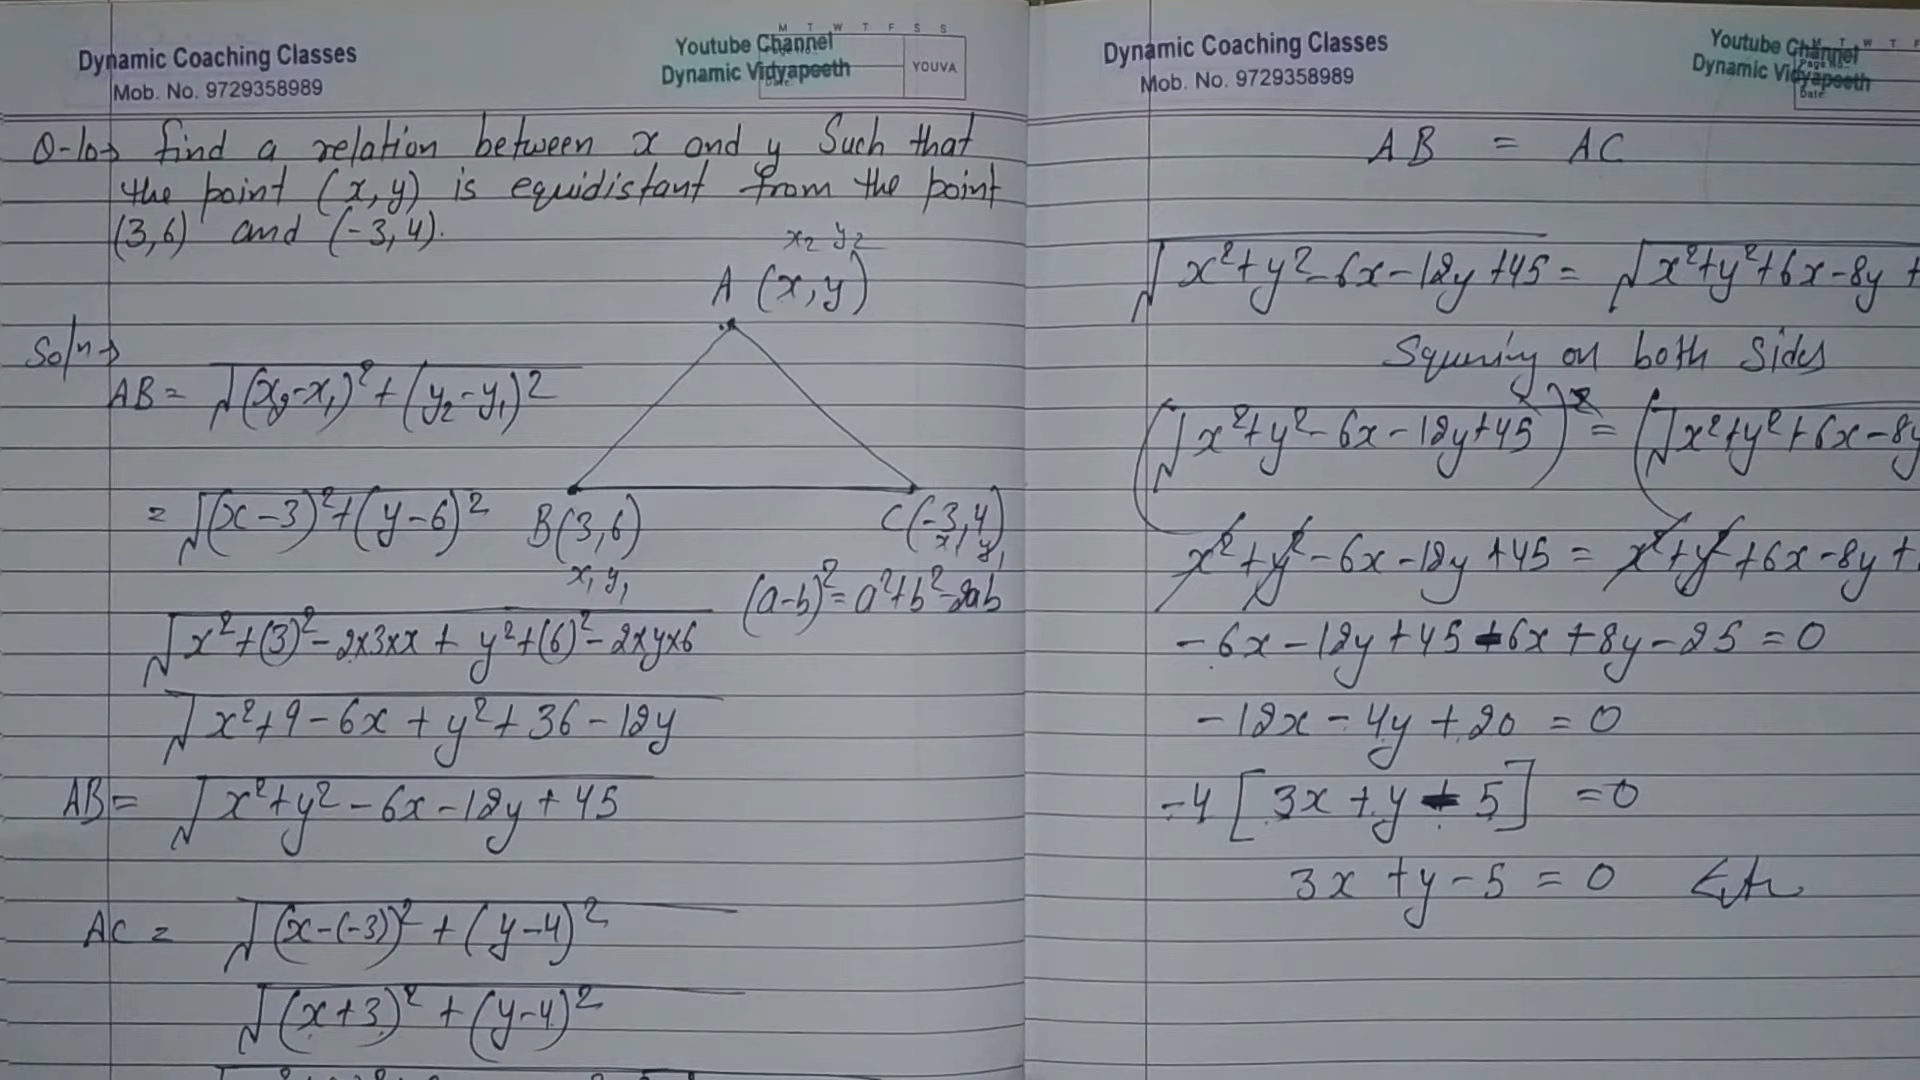 Dynamic Coaching Classes
Mob. No. 9729358989
Youtube Channel
Dynamic Vidyapeeth
M T W T F S S
YOUVA
Q-10→ find a relation between x and y Such that
the point (x, y) is equidistant from the point
(3,6) and (-3, 4).
x₂ y₂
A (x, y)
Soln→
AB = √(x₂-x₁)² + (y₂-y₁)²
= √(x-3)² + (y-6)²
B(3,6)
x₁ y₁
C(-3,4)
x₁ y₁
(a-b)² = a²+b²-2ab
√x²+(3)²-2×3×x + y²+(6)²-2×y×6
√x²+9-6x + y²+36-12y
AB = √x²+y²-6x-12y+45
AC = √(x-(-3))² + (y-4)²
√(x+3)² + (y-4)²
Dynamic Coaching Classes
Mob. No. 9729358989
Youtube Channel
Dynamic Vidyapeeth
Page No.
Date:
M T W T F
AB = AC
√x²+y²-6x-12y+45 = √x²+y²+6x-8y+
Squering on both Sides
(√x²+y²-6x-12y+45)² = (√x²+y²+6x-8y
x²+y²-6x-12y+45 = x²+y²+6x-8y+
-6x-12y+45-6x+8y-25 = 0
-12x-4y+20 = 0
-4[3x+y-5] = 0
3x+y-5 = 0